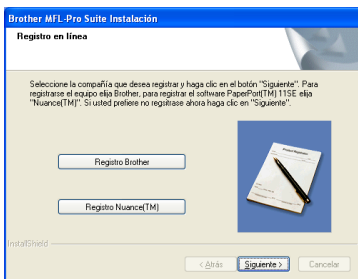 Brother MFL-Pro Suite Instalación
Registro en línea
Seleccione la compañía que desea registrar y haga clic en el botón "Siguiente". Para
registrarse el equipo elija Brother, para registrar el software PaperPort(TM) 11SE elija
"Nuance(TM)". Si usted prefiere no regsitrase ahora haga clic en "Siguiente".
Registro Brother
Registro Nuance(TM)
InstallShield
< Atrás
Siguiente >
Cancelar